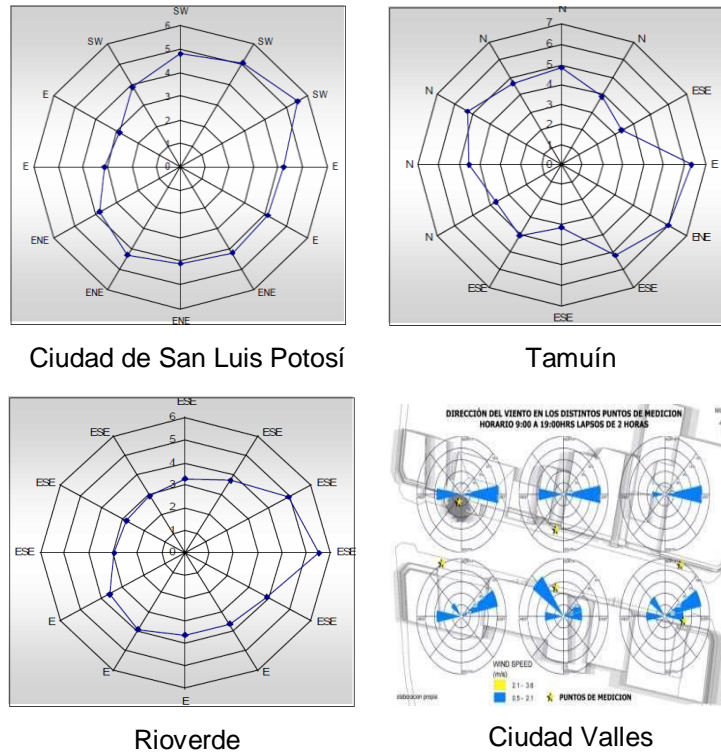 SW
SW
SW
E
E
ENE
ENE
ENE
ENE
E
E
SW
6
5
4
3
2
1
0
Ciudad de San Luis Potosí
N
N
ESE
E
ENE
ESE
ESE
ESE
N
N
N
N
7
6
5
4
3
2
1
0
Tamuín
ESE
ESE
ESE
ESE
ESE
E
E
E
E
ESE
ESE
ESE
6
5
4
3
2
1
0
Rioverde
DIRECCIÓN DEL VIENTO EN LOS DISTINTOS PUNTOS DE MEDICION
HORARIO 9:00 A 19:00HRS LAPSOS DE 2 HORAS
WIND SPEED
(m/s)
2.1 - 3.6
0.5 - 2.1
PUNTOS DE MEDICION
elaboracion propia
Ciudad Valles